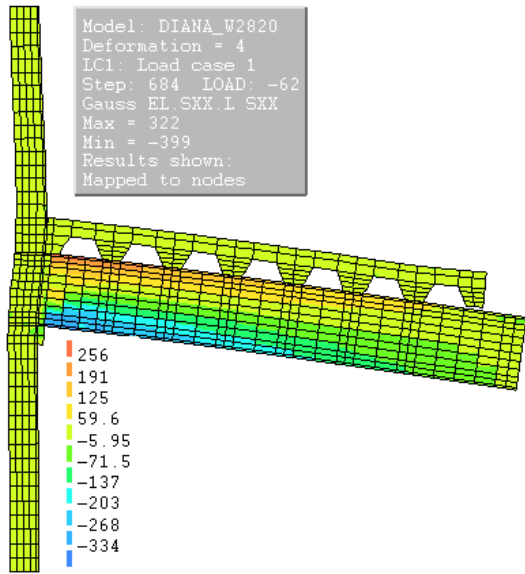 Model: DIANA_W2820
Deformation = 4
LC1: Load case 1
Step: 684 LOAD: -62
Gauss EL.SXX.L SXX
Max = 322
Min = -399
Results shown:
Mapped to nodes
256
191
125
59.6
-5.95
-71.5
-137
-203
-268
-334